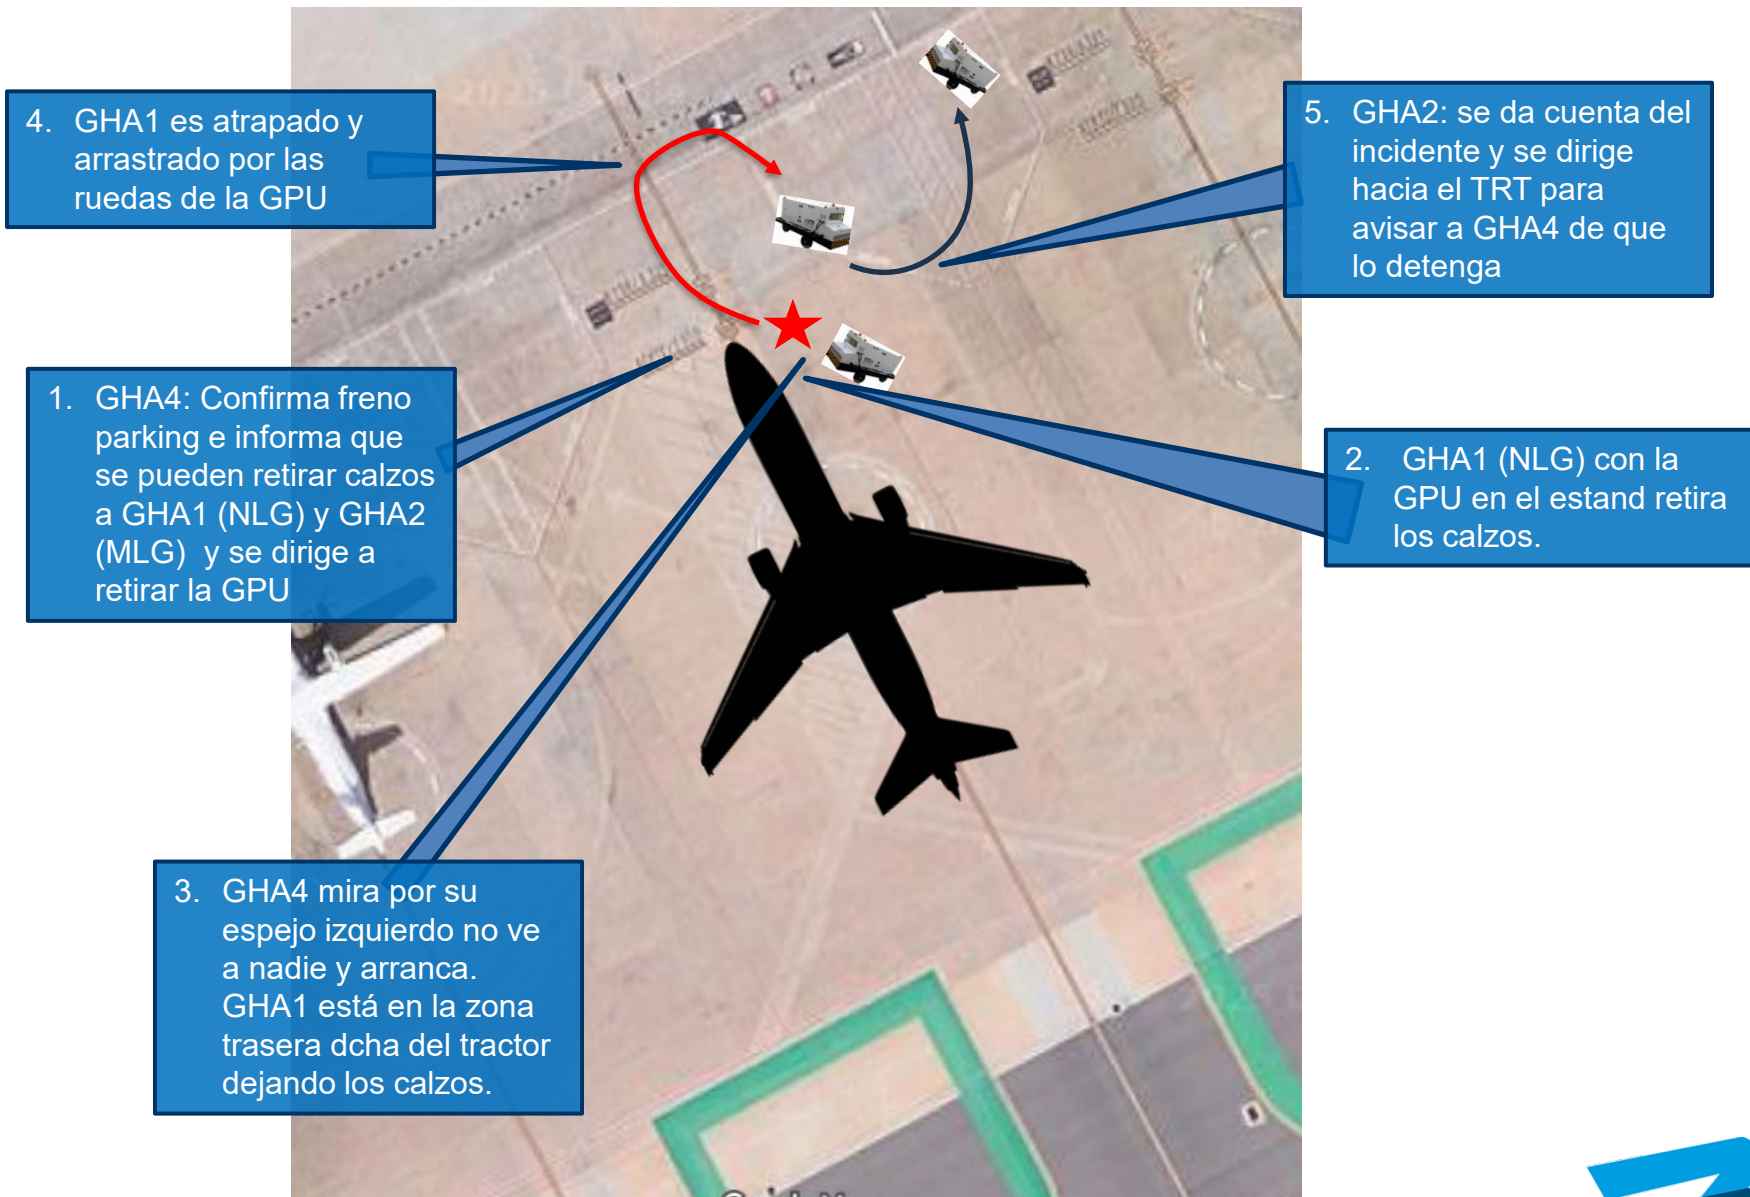 4. GHA1 es atrapado y
arrastrado por las
ruedas de la GPU
5. GHA2: se da cuenta del
incidente y se dirige
hacia el TRT para
avisar a GHA4 de que
lo detenga
1. GHA4: Confirma freno
parking e informa que
se pueden retirar calzos
a GHA1 (NLG) y GHA2
(MLG) y se dirige a
retirar la GPU
2. GHA1 (NLG) con la
GPU en el estand retira
los calzos.
3. GHA4 mira por su
espejo izquierdo no ve
a nadie y arranca.
GHA1 está en la zona
trasera dcha del tractor
dejando los calzos.